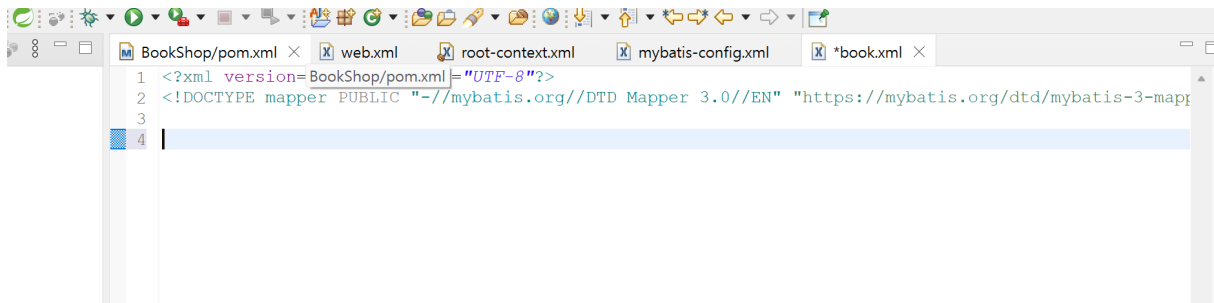 BookShop/pom.xml web.xml root-context.xml mybatis-config.xml *book.xml
1 <?xml version= BookShop/pom.xml ="UTF-8"?>
2 <!DOCTYPE mapper PUBLIC "-//mybatis.org//DTD Mapper 3.0//EN" "https://mybatis.org/dtd/mybatis-3-mapp
3
4